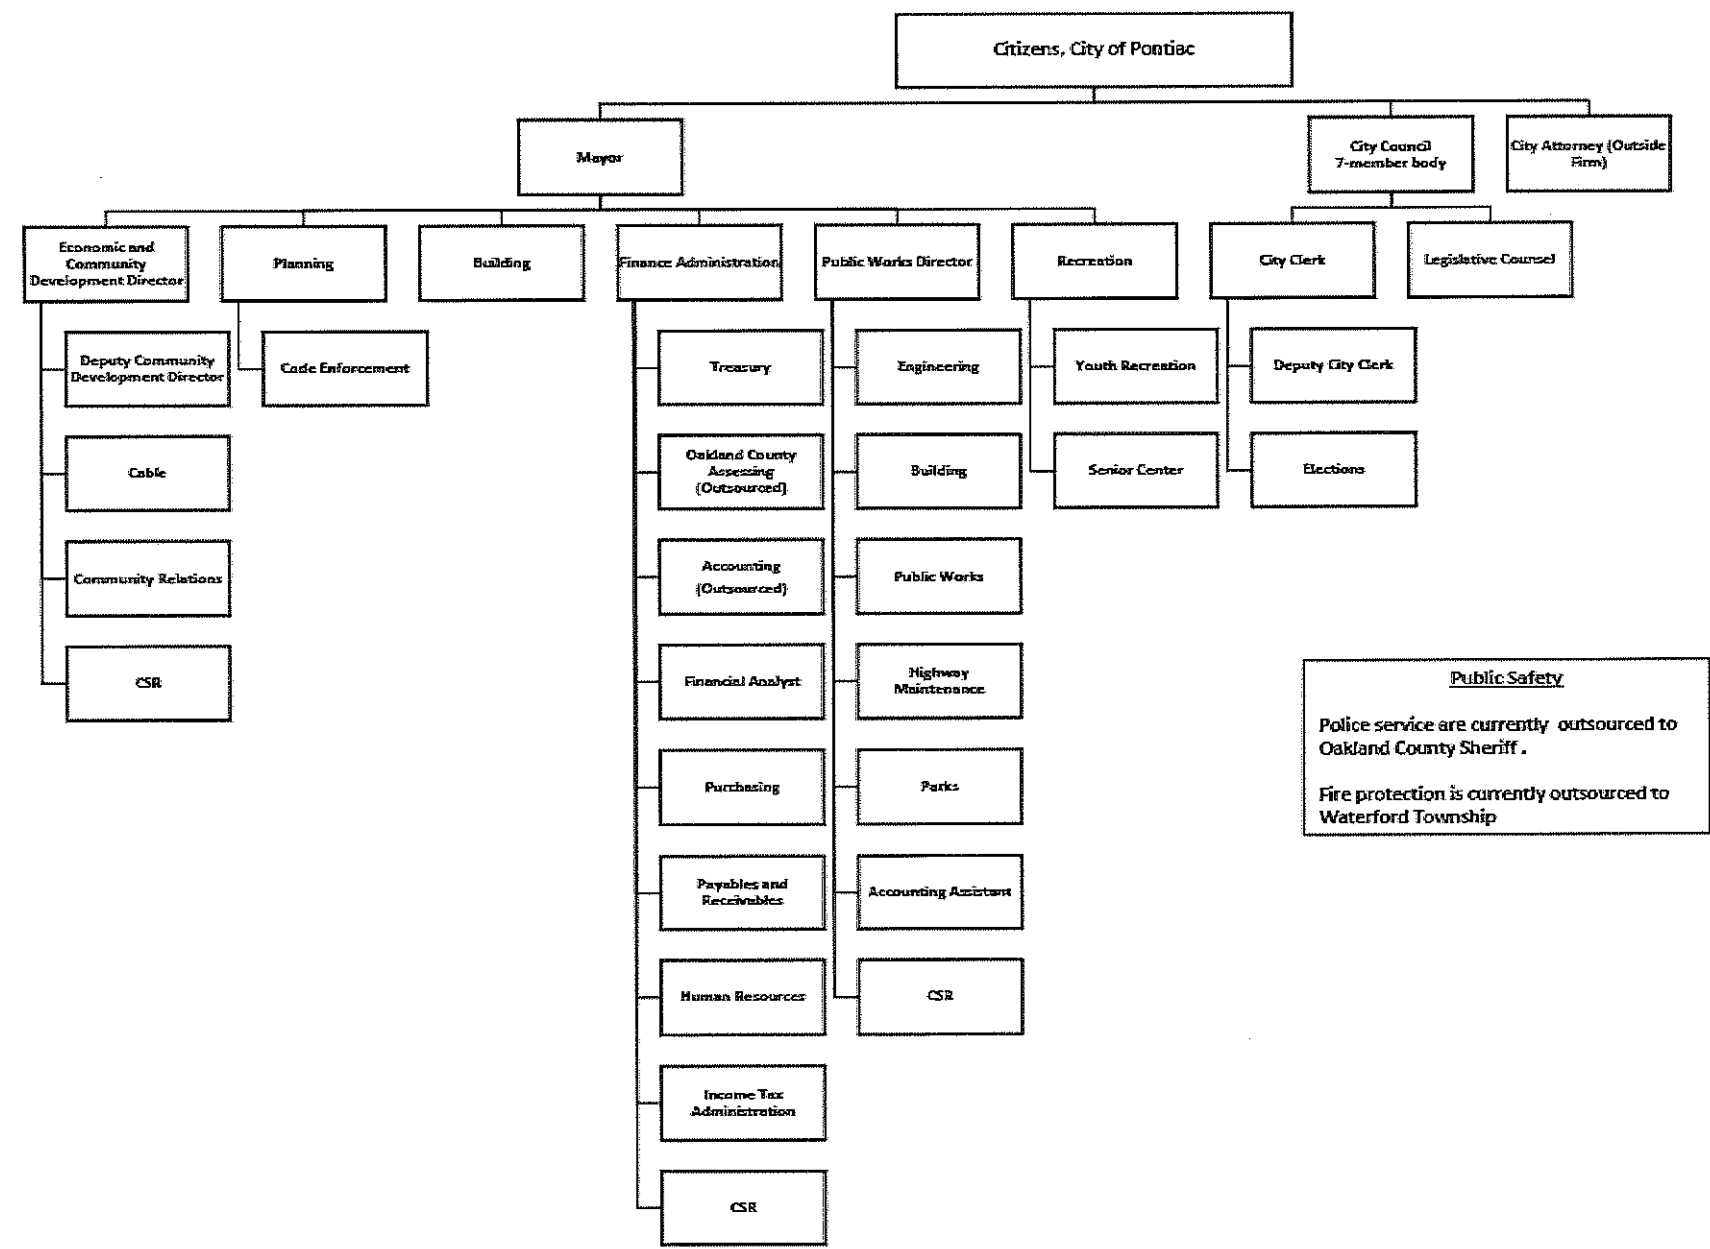 Citizens, City of Pontiac
Mayor
City Council
7-member body
City Attorney (Outside
Firm)
Economic and
Community
Development Director
Planning
Building
Finance Administration
Public Works Director
Recreation
City Clerk
Legislative Counsel
Deputy Community
Development Director
Code Enforcement
Treasury
Engineering
Youth Recreation
Deputy City Clerk
Cable
Oakland County
Assessing
(Outsourced)
Building
Senior Center
Elections
Community Relations
Accounting
(Outsourced)
Public Works
CSR
Financial Analyst
Highway
Maintenance
Public Safety
Police service are currently outsourced to
Oakland County Sheriff .
Fire protection is currently outsourced to
Waterford Township
Purchasing
Parks
Payables and
Receivables
Accounting Assistant
Human Resources
CSR
Income Tax
Administration
CSR